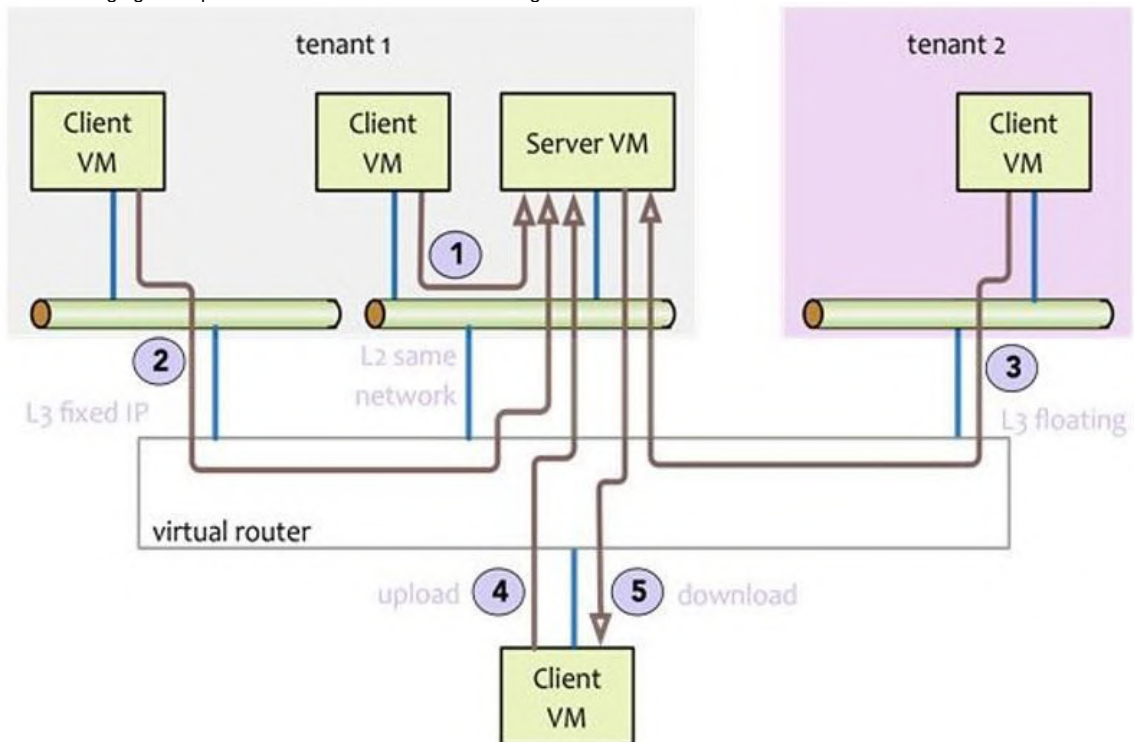 tenant 1
tenant 2
Client
VM
Client
VM
Server VM
Client
VM
1
2
L2 same
network
3
L3 fixed IP
L3 floating
virtual router
upload
4
5
download
Client
VM